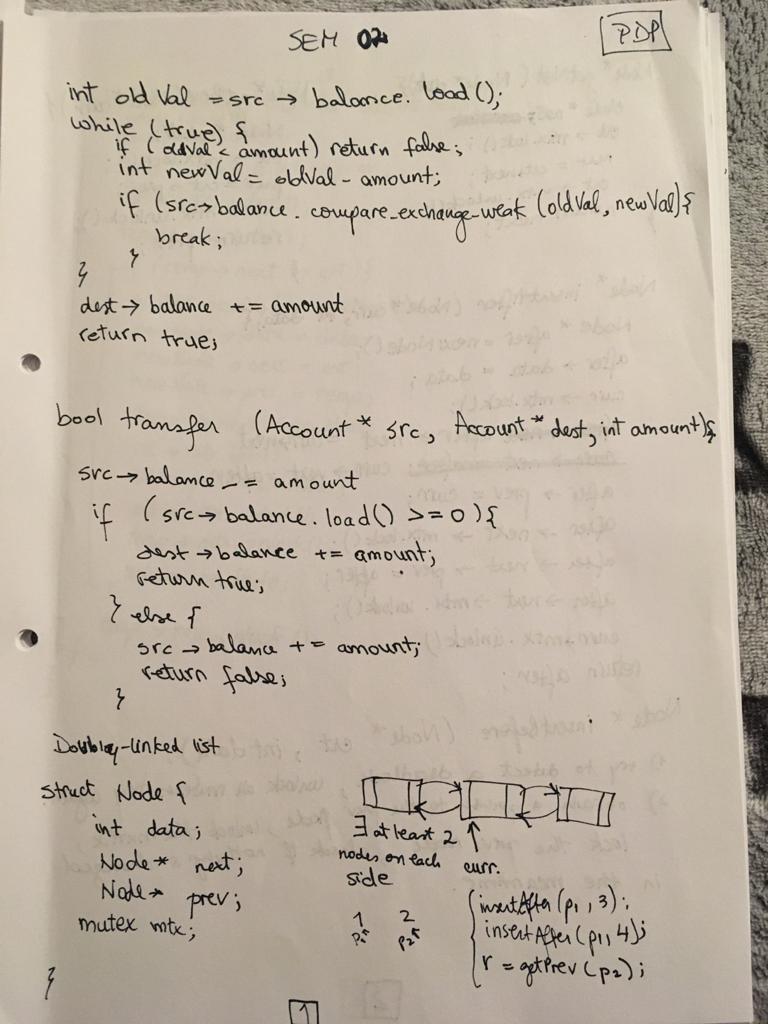 SEM 02
PDP
int oldVal = src → balance. load();
while (true) {
if (oldVal < amount) return false;
int newVal = oldVal - amount;
if (src→balance. compare_exchange_weak (oldVal, newVal){
break;
}
}
dest → balance += amount
return true;
bool transfer (Account * src, Account * dest, int amount){
src → balance -= amount
if (src → balance. load() >= 0) {
dest → balance += amount;
return true;
} else {
src → balance += amount;
return false;
}
Doubley-linked list
struct Node {
int data;
Node* next;
Node* prev;
mutex mtx;
}
∃ at least 2
nodes on each
side
curr.
1 2
p1 p2
insertAfter(p1, 3);
insertAfter(p1, 4);
r = getPrev(p2);
1